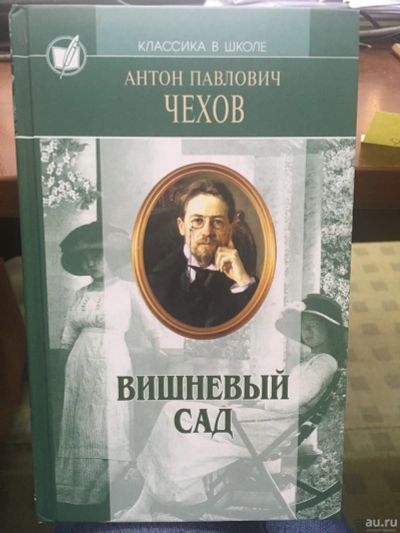 КЛАССИКА В ШКОЛЕ
АНТОН ПАВЛОВИЧ
ЧЕХОВ
ВИШНЕВЫЙ
САД
au.ru